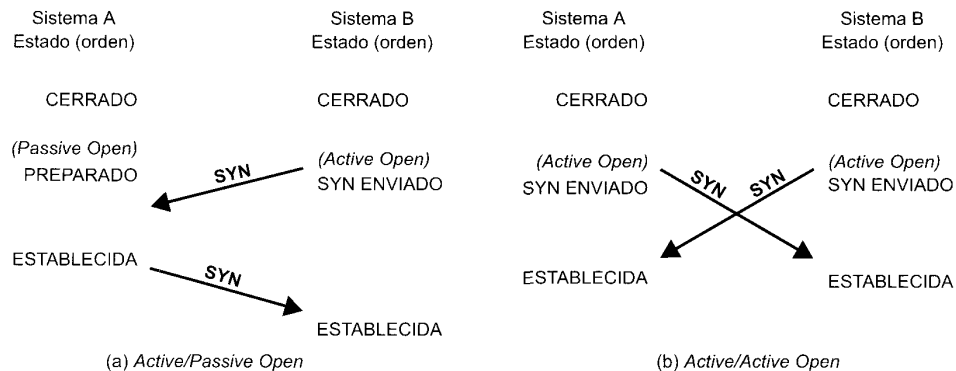 Sistema A
Estado (orden)
Sistema B
Estado (orden)
CERRADO
CERRADO
(Passive Open)
PREPARADO
SYN
(Active Open)
SYN ENVIADO
ESTABLECIDA
SYN
ESTABLECIDA
(a) Active/Passive Open
Sistema A
Estado (orden)
Sistema B
Estado (orden)
CERRADO
CERRADO
(Active Open)
SYN ENVIADO
SYN
SYN
(Active Open)
SYN ENVIADO
ESTABLECIDA
ESTABLECIDA
(b) Active/Active Open